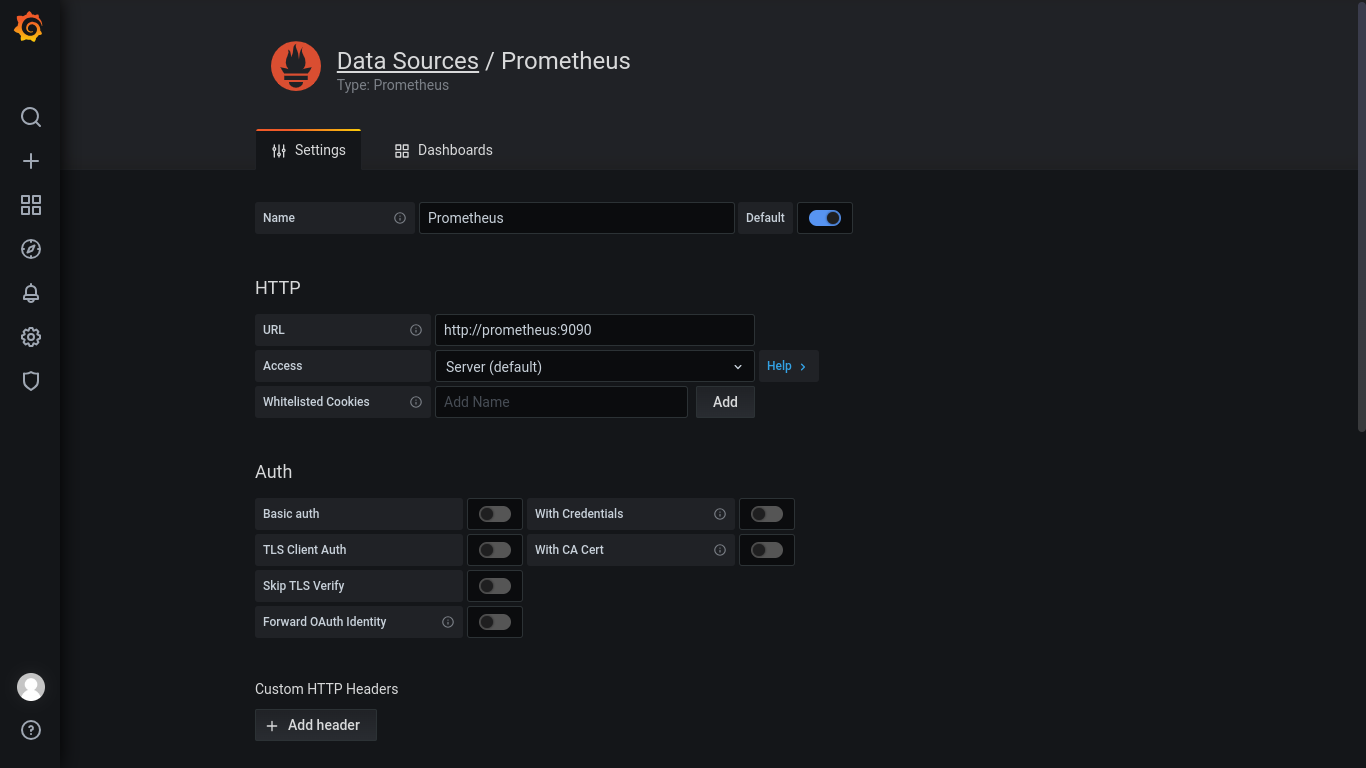 Data Sources / Prometheus
Type: Prometheus
Settings
Dashboards
Name
Prometheus
Default
HTTP
URL
http://prometheus:9090
Access
Server (default)
Help
Whitelisted Cookies
Add Name
Add
Auth
Basic auth
With Credentials
TLS Client Auth
With CA Cert
Skip TLS Verify
Forward OAuth Identity
Custom HTTP Headers
Add header